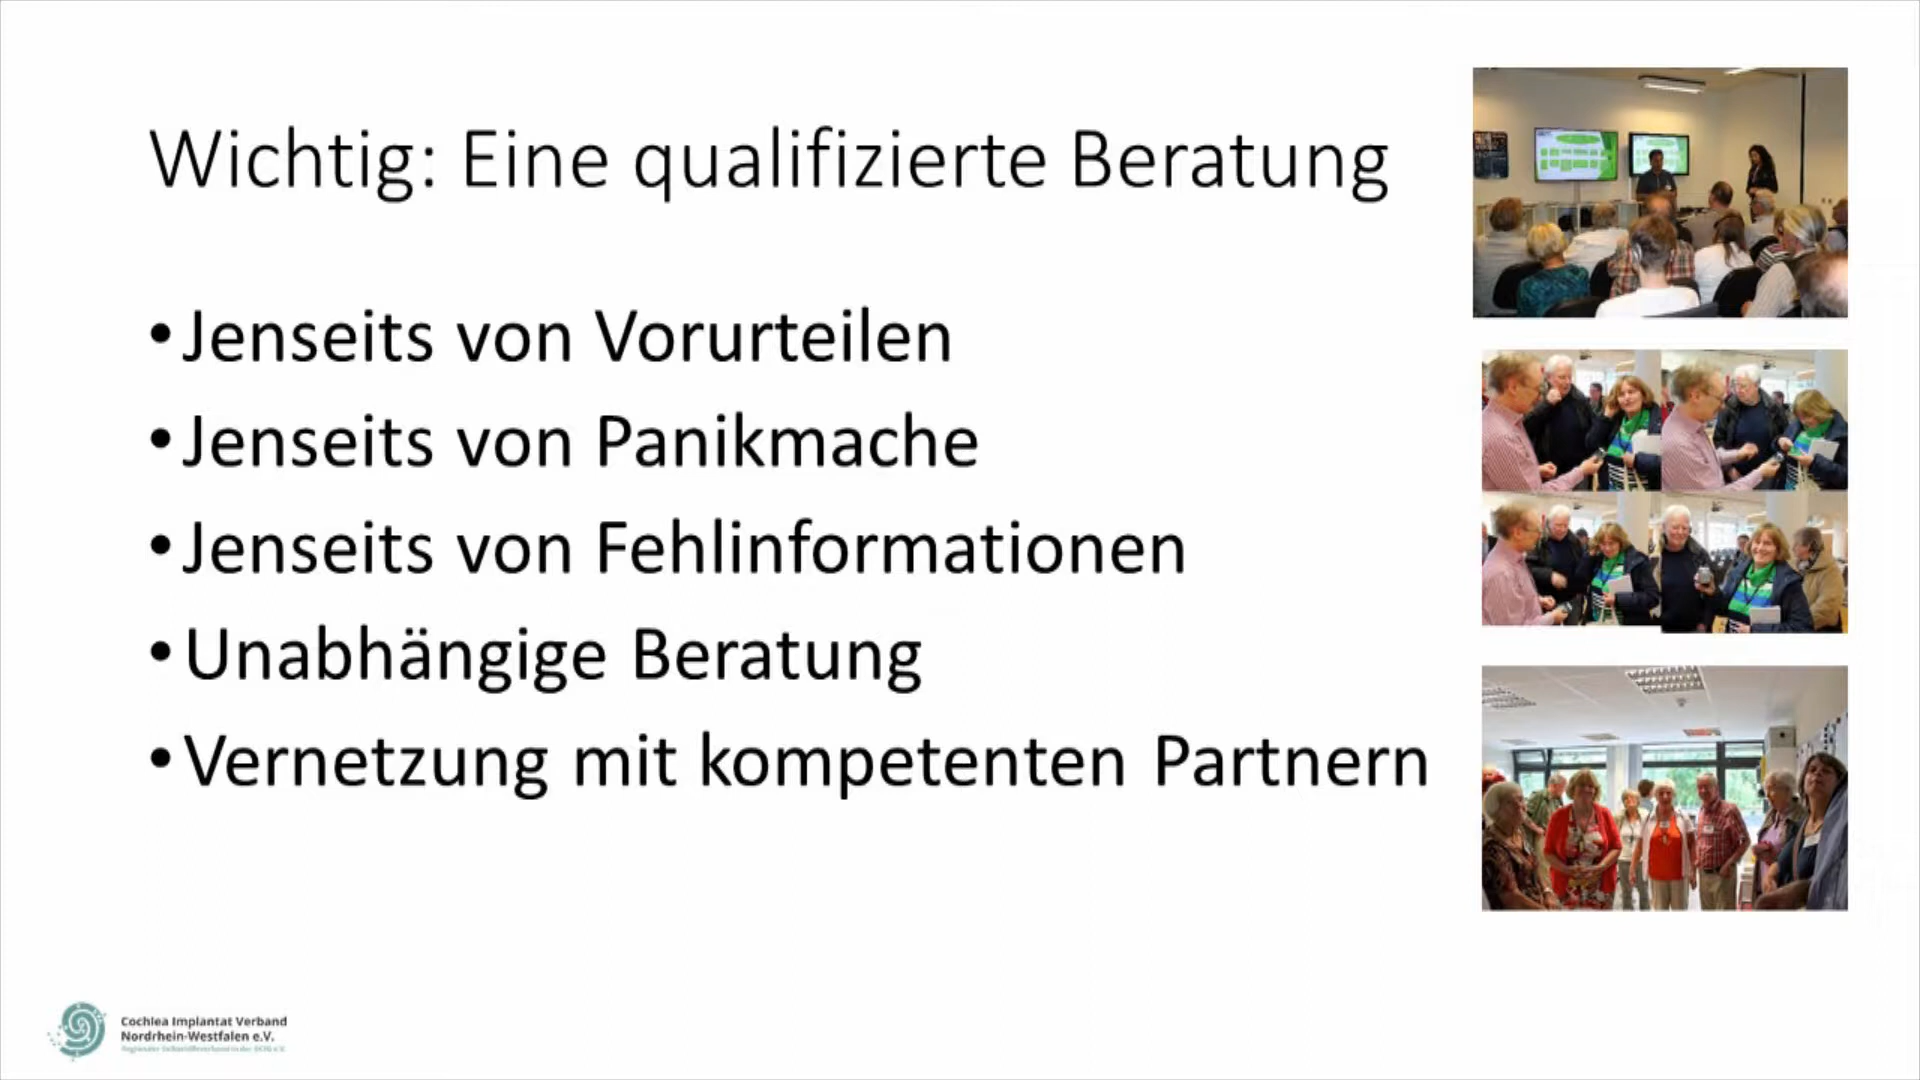 Wichtig: Eine qualifizierte Beratung
• Jenseits von Vorurteilen
• Jenseits von Panikmache
• Jenseits von Fehlinformationen
• Unabhängige Beratung
• Vernetzung mit kompetenten Partnern
Cochlea Implantat Verband
Nordrhein-Westfalen e.V.